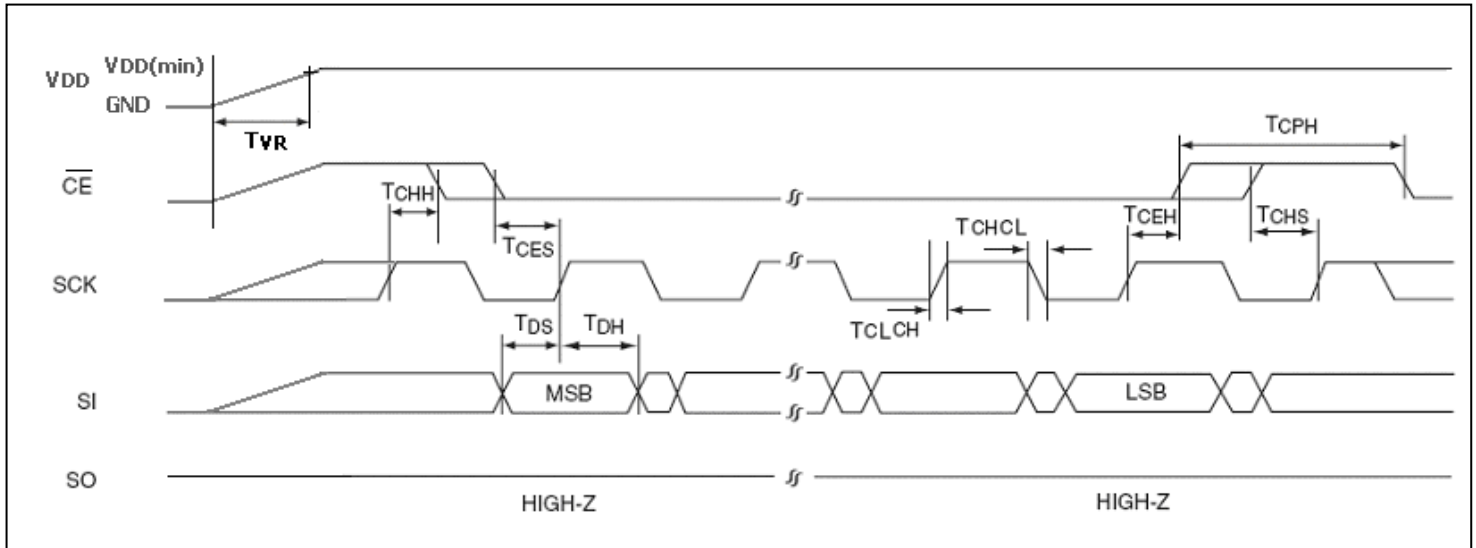 VDD VDD(min)
GND
TVR
TCPH
CE
TCHH
TCES
TCHCL
TCEH
TCHS
SCK
TCLCH
TDS
TDH
SI
MSB
LSB
SO
HIGH-Z
HIGH-Z